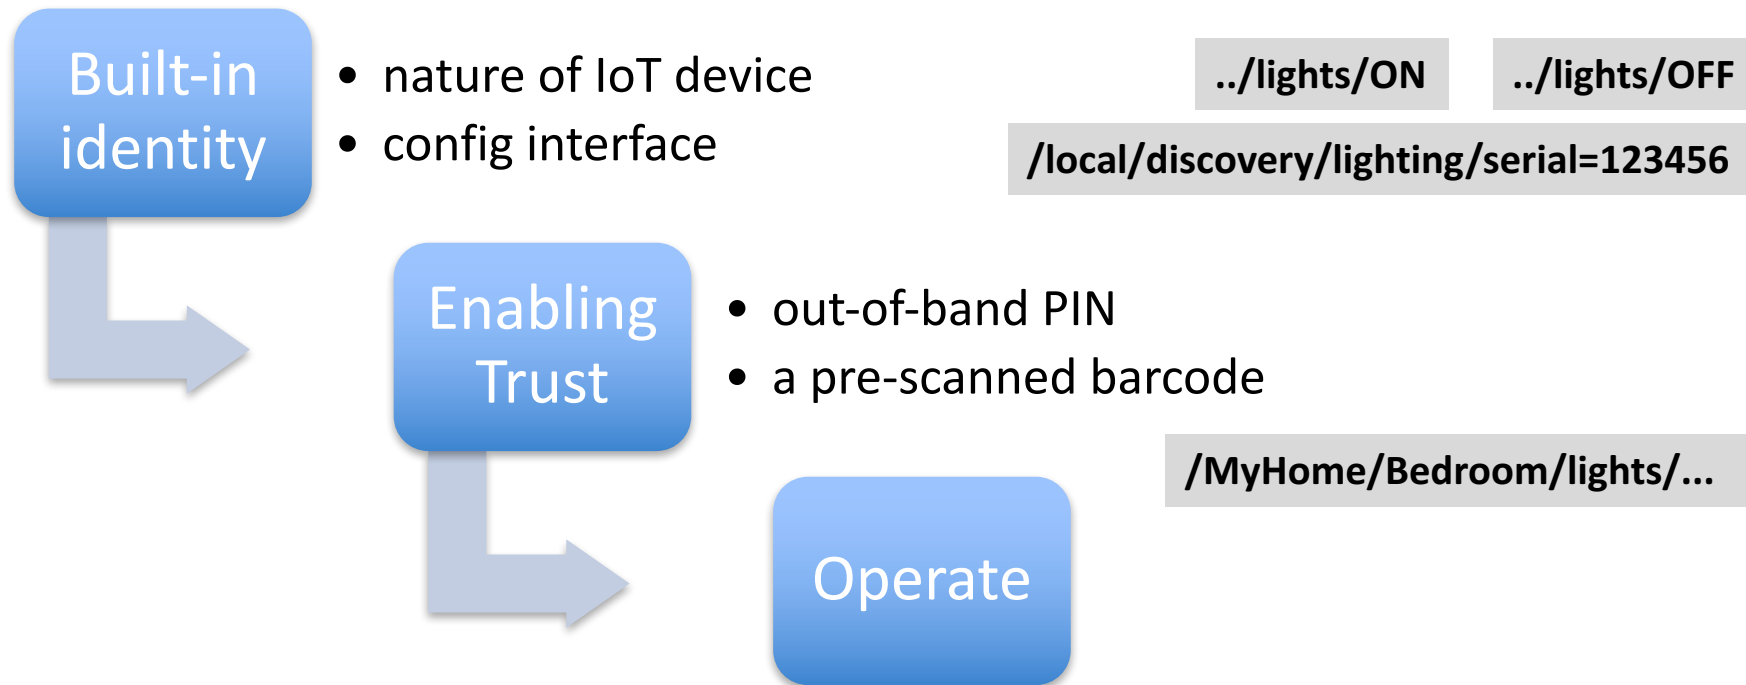 Built-in
identity
• nature of IoT device
• config interface
../lights/ON
../lights/OFF
/local/discovery/lighting/serial=123456
Enabling
Trust
• out-of-band PIN
• a pre-scanned barcode
/MyHome/Bedroom/lights/...
Operate